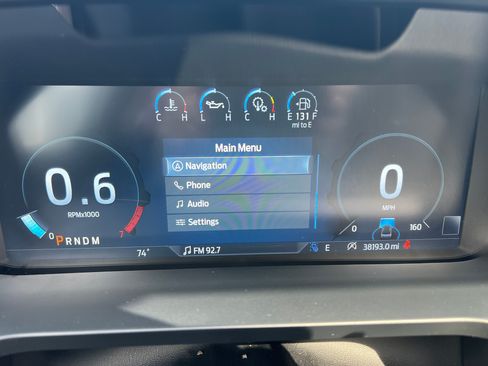 C H L H C H E 131 F
mi to E
Main Menu
Navigation
Phone
Audio
Settings
0.6
RPMx1000
0 7
PRNDM
0
MPH
0 160
74°
FM 92.7
E
38193.0 mi